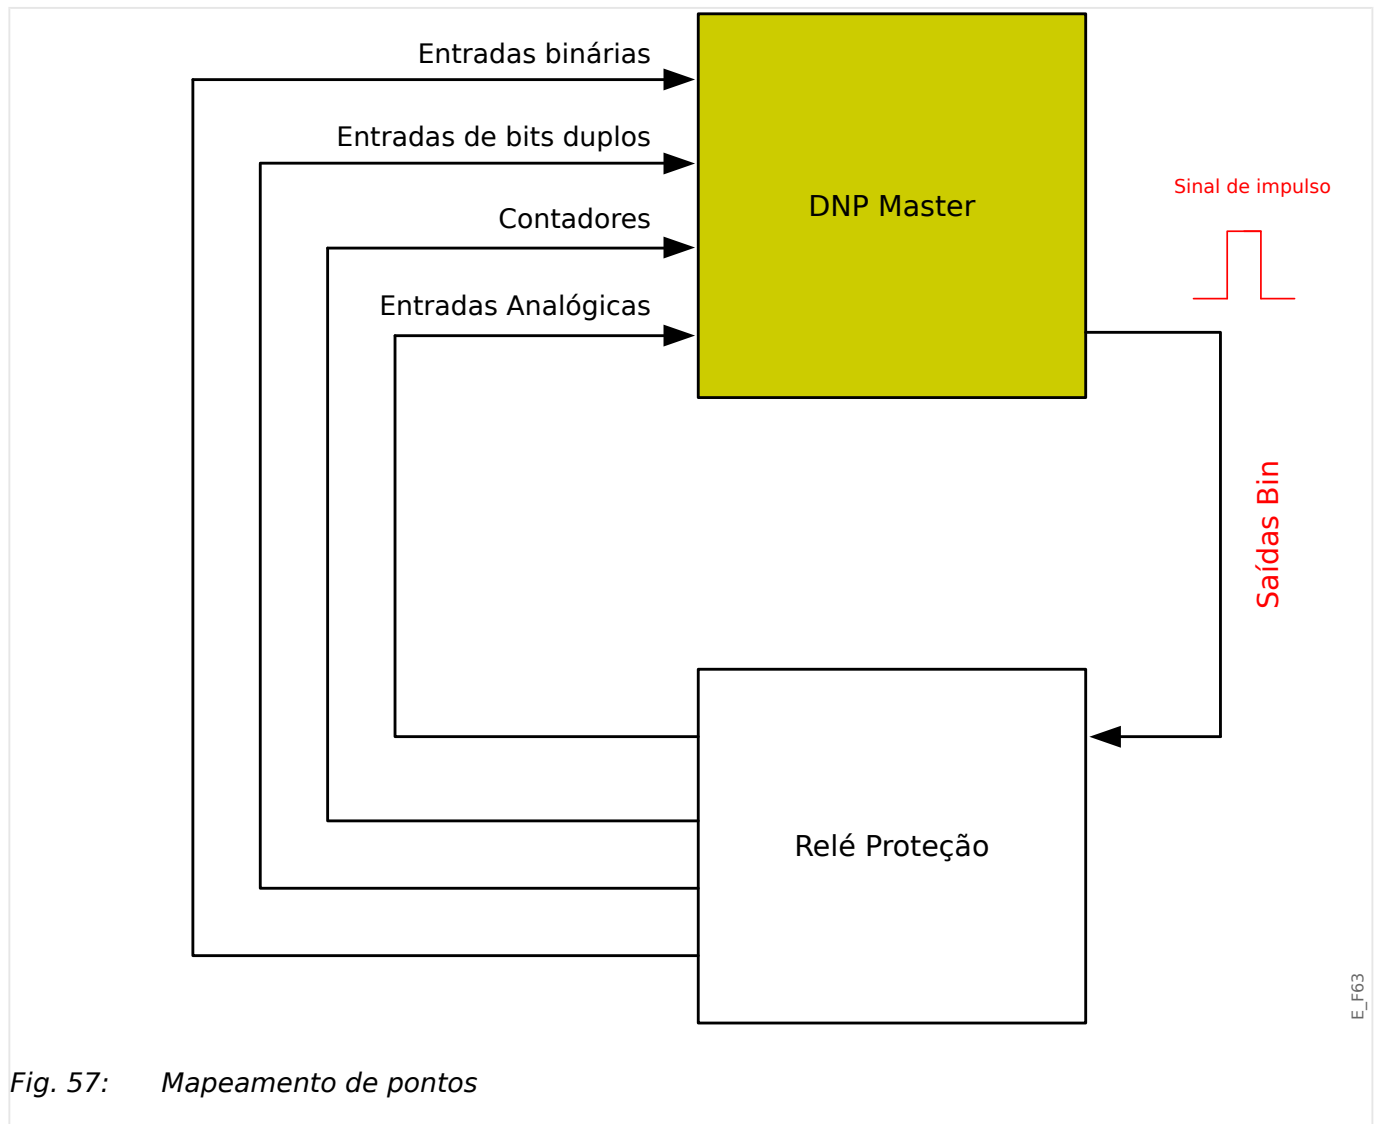 Entradas binárias
Entradas de bits duplos
Contadores
Entradas Analógicas
DNP Master
Sinal de impulso
Saídas Bin
Relé Proteção
E_F63
Fig. 57: Mapeamento de pontos